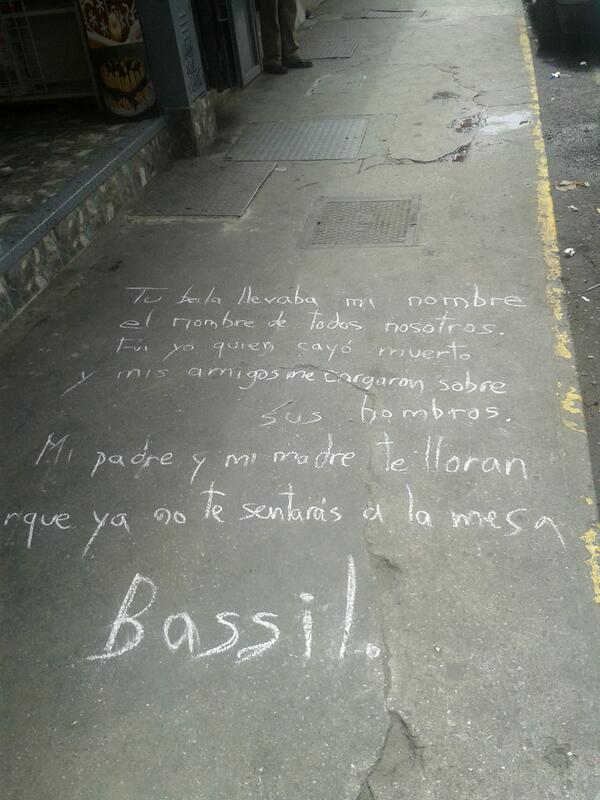 Tu bala llevaba mi nombre
el nombre de todos nosotros.
Fui yo quien cayó muerto
y mis amigos me cargaron sobre
sus hombros.
Mi padre y mi madre te lloran
rque ya no te sentarás a la mesa
Bassil.